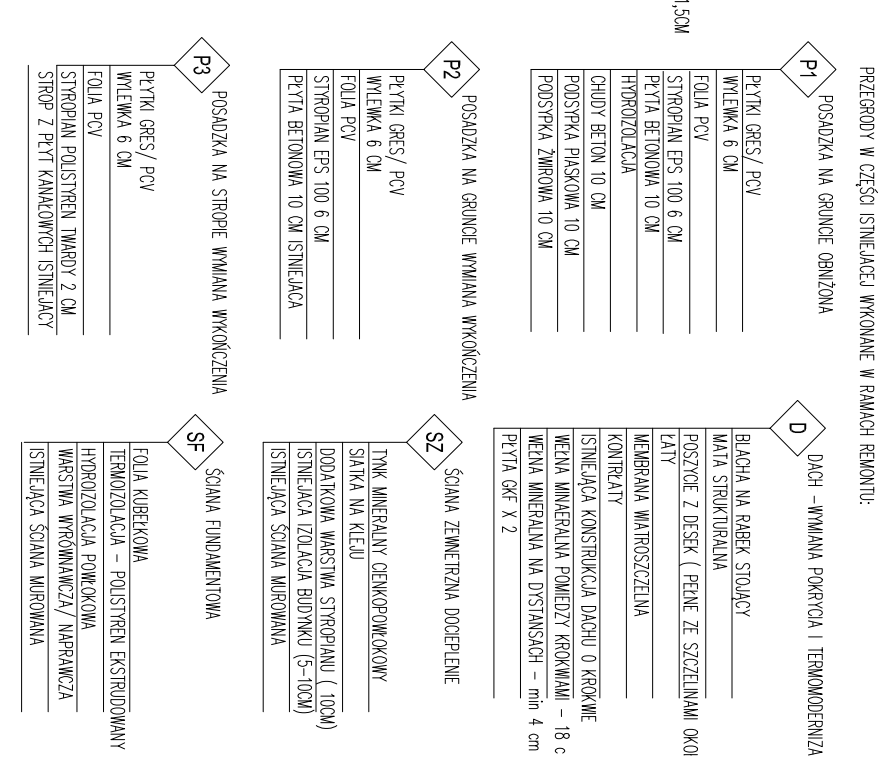 PRZEGRODY W CZĘŚCI ISTNIEJACEJ WYKONANE W RAMACH REMONTU:
P1
POSADZKA NA GRUNCIE OBNIŻONA
PŁYTKI GRES/ PCV
WYLEWKA 6 CM
FOLIA PCV
STYROPIAN EPS 100 6 CM
PŁYTA BETONOWA 10 CM
HYDROIZOLACJA
CHUDY BETON 10 CM
PODSYPKA PIASKOWA 10 CM
PODSYPKA ŻWIROWA 10 CM
1,5CM
P2
POSADZKA NA GRUNCIE WYMIANA WYKOŃCZENIA
PŁYTKI GRES/ PCV
WYLEWKA 6 CM
FOLIA PCV
STYROPIAN EPS 100 6 CM
PŁYTA BETONOWA 10 CM ISTNIEJACA
P3
POSADZKA NA STROPIE WYMIANA WYKOŃCZENIA
PŁYTKI GRES/ PCV
WYLEWKA 6 CM
FOLIA PCV
STYROPIAN POLISTYREN TWARDY 2 CM
STROP Z PŁYT KANAŁOWYCH ISTNIEJACY
D
DACH –WYMIANA POKRYCIA I TERMOMODERNIZA
BLACHA NA RABEK STOJĄCY
MATA STRUKTURALNA
POSZYCIE Z DESEK ( PEŁNE ZE SZCZELINAMI OKOŁ
ŁATY
MEMBRANA WIATROSZCZELNA
KONTRŁATY
ISTNIEJĄCA KONSTRUKCJA DACHU O KROKWIE
WEŁNA MINAERALNA POMIEDZY KROKWIAMI – 18 c
WEŁNA MINERALNA NA DYSTANSACH – min 4 cm
PŁYTA GKF X 2
SZ
ŚCIANA ZEWNETRZNA DOCIEPLENIE
TYNK MINERALNY CIENKOPOWŁOKOWY
SIATKA NA KLEJU
DODATKOWA WARSTWA STYROPIANU ( 10CM)
ISTNIEJACA IZOLACJA BUDYNKU (5–10CM)
ISTNIEJĄCA ŚCIANA MUROWANA
SF
ŚCIANA FUNDAMENTOWA
FOLIA KUBEŁKOWA
TERMOIZOLACJA – POLISTYREN EKSTRUDOWANY
HYDROIZOLACJA POWŁOKOWA
WARSTWA WYRÓWNAWCZA/ NAPRAWCZA
ISTNIEJĄCA ŚCIANA MUROWANA